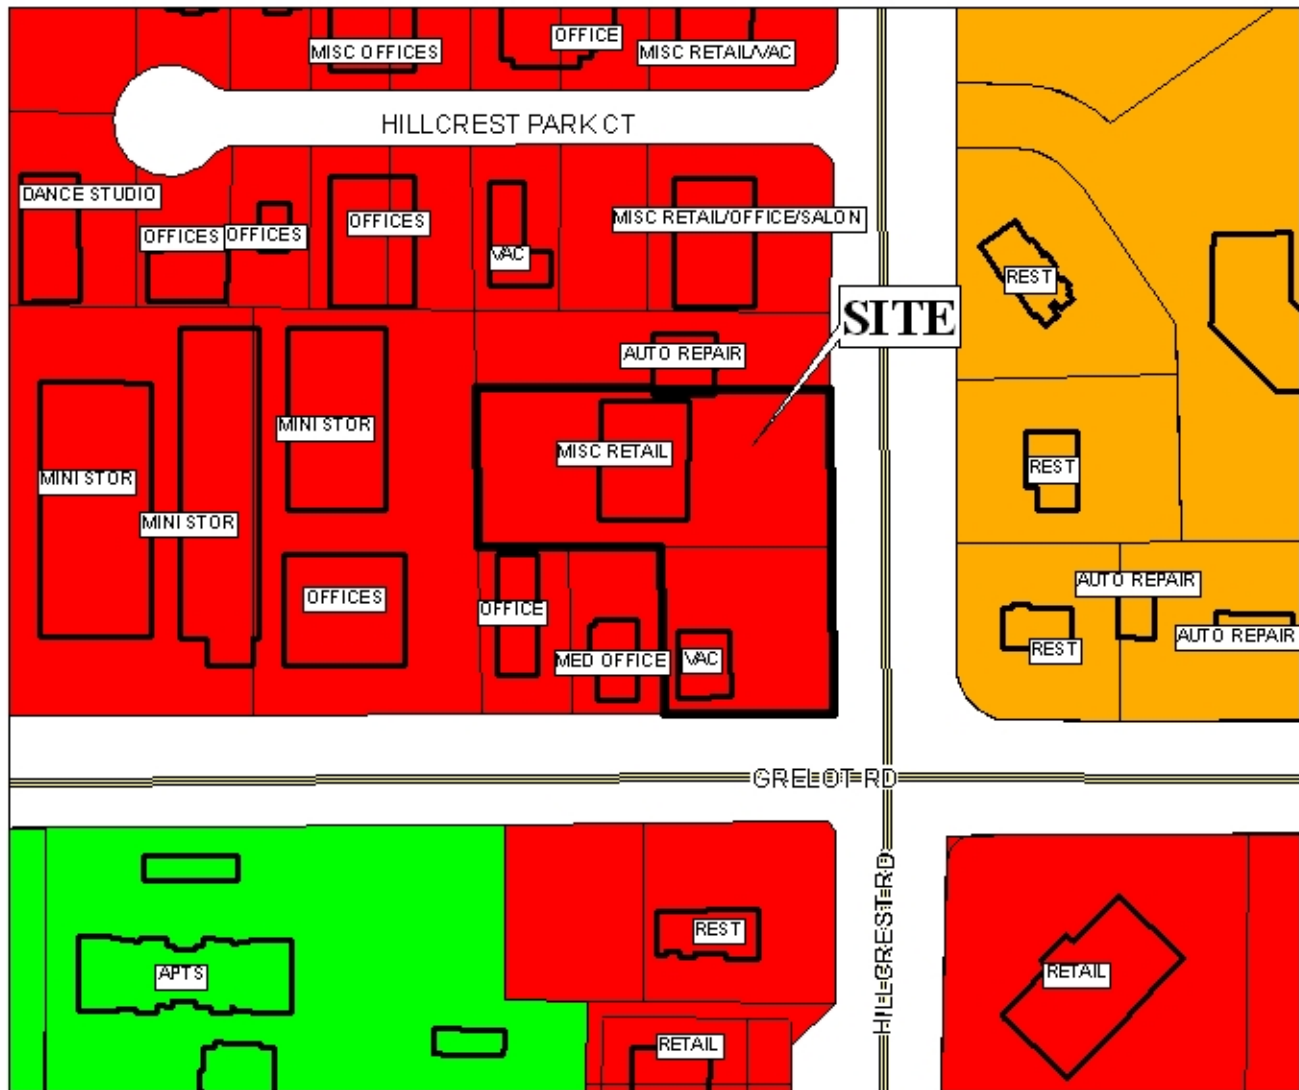 OFFICE
MISC OFFICES
MISC RETAIL/VAC
HILLCREST PARK CT
DANCE STUDIO
MISC RETAIL/OFFICE/SALON
OFFICES
OFFICES
OFFICES
VAC
REST
SITE
AUTO REPAIR
MINI STOR
MISC RETAIL
REST
MINI STOR
MINI STOR
AUTO REPAIR
OFFICES
OFFICE
AUTO REPAIR
REST
MED OFFICE
VAC
GRELOT RD
HILLCREST RD
REST
APTS
RETAIL
RETAIL